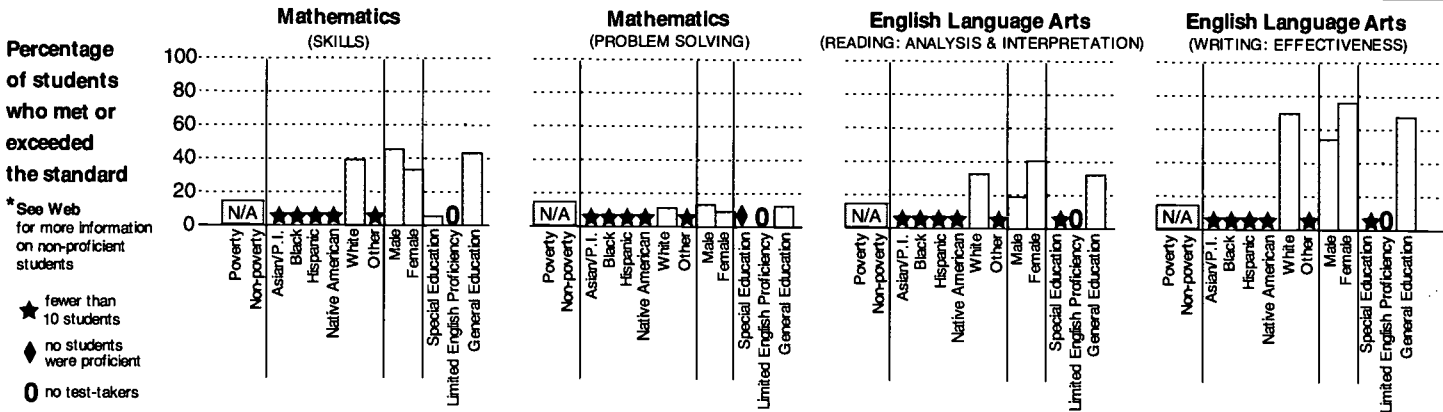 Percentage
of students
who met or
exceeded
the standard
*See Web
for more information
on non-proficient
students
★ fewer than
10 students
♦ no students
were proficient
0 no test-takers
Mathematics
(SKILLS)
100
80
60
40
20
0
N/A
0
Poverty
Non-poverty
Asian/P.I.
Black
Hispanic
Native American
White
Other
Male
Female
Special Education
Limited English Proficiency
General Education
Mathematics
(PROBLEM SOLVING)
N/A
0
Poverty
Non-poverty
Asian/P.I.
Black
Hispanic
Native American
White
Other
Male
Female
Special Education
Limited English Proficiency
General Education
English Language Arts
(READING: ANALYSIS & INTERPRETATION)
N/A
0
Poverty
Non-poverty
Asian/P.I.
Black
Hispanic
Native American
White
Other
Male
Female
Special Education
Limited English Proficiency
General Education
English Language Arts
(WRITING: EFFECTIVENESS)
N/A
0
Poverty
Non-poverty
Asian/P.I.
Black
Hispanic
Native American
White
Other
Male
Female
Special Education
Limited English Proficiency
General Education